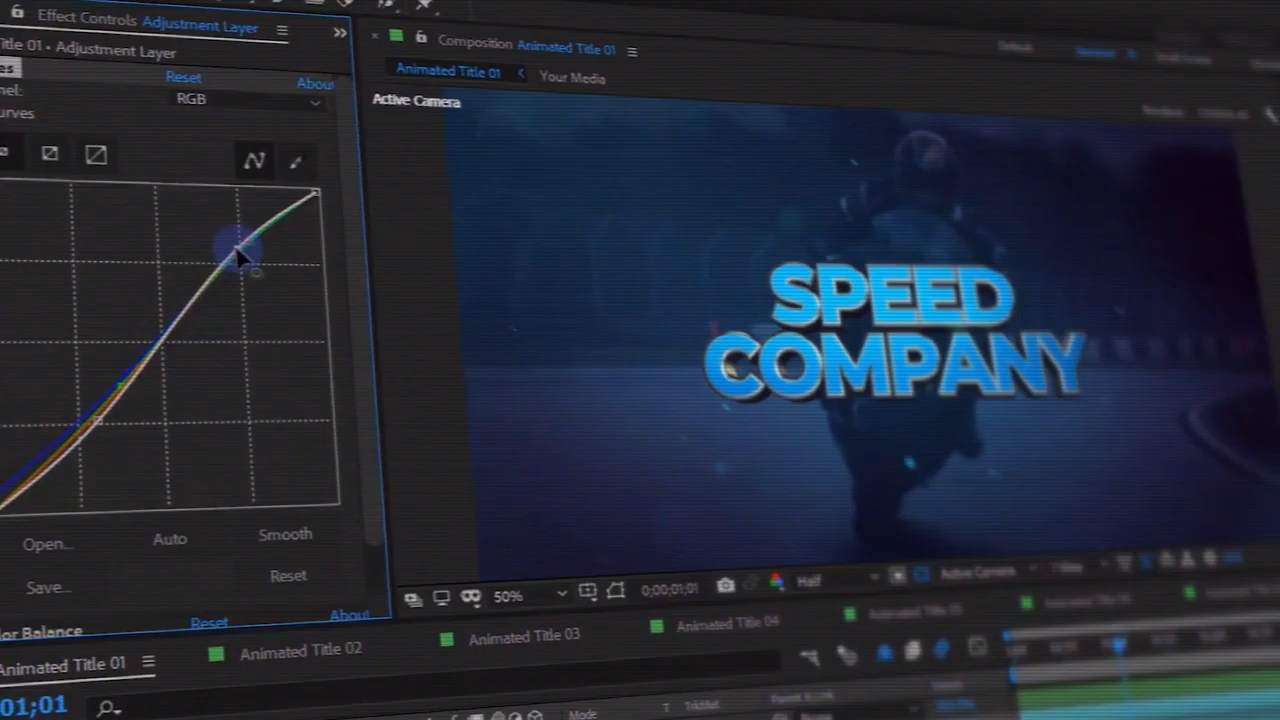 Effect Controls Adjustment Layer
Title 01 • Adjustment Layer
Reset
About
RGB
Open...
Auto
Smooth
Save...
Reset
Reset
About
Composition Animated Title 01
Animated Title 01
Your Media
Active Camera
Default
SPEED
COMPANY
50%
0;00;01;01
Half
Active Camera
Animated Title 01
Animated Title 02
Animated Title 03
Animated Title 04
01;01
Mode
T TrkMat